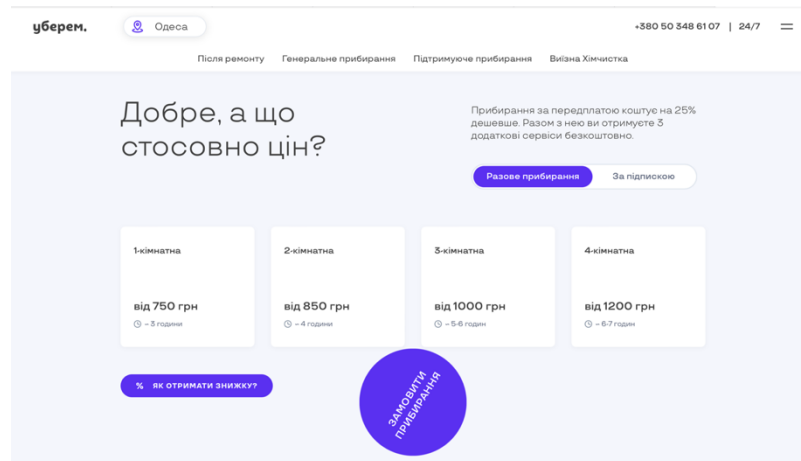 уберем.
Одеса
+380 50 348 61 07 | 24/7
Після ремонту Генеральне прибирання Підтримуюче прибирання Виїзна Хімчистка
Добре, а що
стосовно цін?
Прибирання за передплатою коштує на 25%
дешевше. Разом з нею ви отримуєте 3
додаткові сервіси безкоштовно.
Разове прибирання За підпискою
1-кімнатна
від 750 грн
~ 3 години
2-кімнатна
від 850 грн
~ 4 години
3-кімнатна
від 1000 грн
~ 5-6 годин
4-кімнатна
від 1200 грн
~ 6-7 годин
% ЯК ОТРИМАТИ ЗНИЖКУ?
ЗАМОВИТИ
ПРИБИРАННЯ